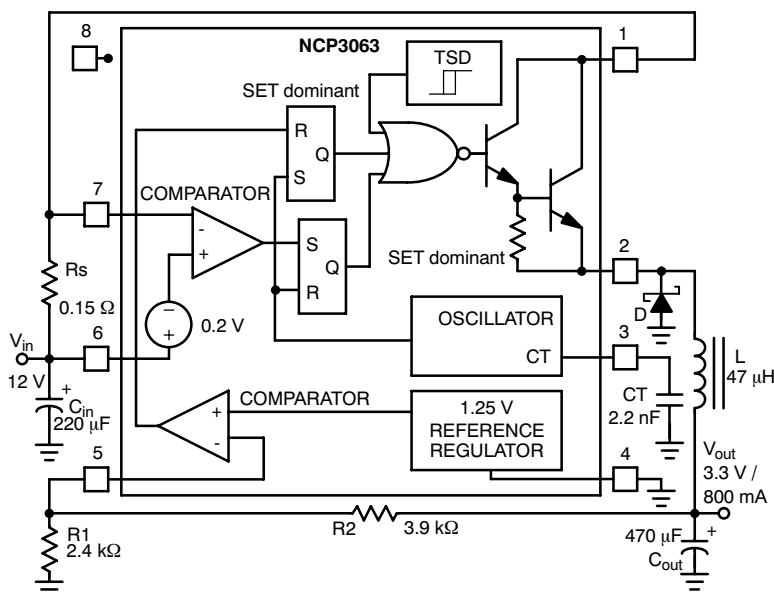 8
NCP3063
1
TSD
SET dominant
R
Q
S
7
COMPARATOR
-
+
S
Q
R
SET dominant
2
Rs
0.15 Ω
D
Vin
6
−
+
0.2 V
OSCILLATOR
CT
3
L
47 μH
12 V
+
Cin
220 μF
COMPARATOR
+
-
1.25 V
REFERENCE
REGULATOR
CT
2.2 nF
5
4
Vout
3.3 V /
800 mA
R1
2.4 kΩ
R2
3.9 kΩ
470 μF
+
Cout